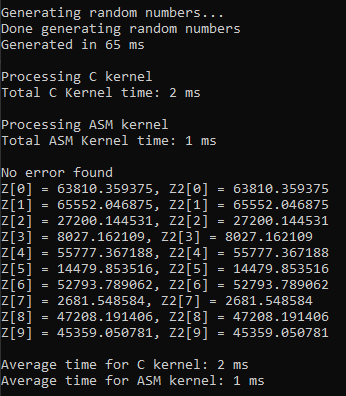 Generating random numbers...
Done generating random numbers
Generated in 65 ms
Processing C kernel
Total C Kernel time: 2 ms
Processing ASM kernel
Total ASM Kernel time: 1 ms
No error found
Z[0] = 63810.359375, Z2[0] = 63810.359375
Z[1] = 65552.046875, Z2[1] = 65552.046875
Z[2] = 27200.144531, Z2[2] = 27200.144531
Z[3] = 8027.162109, Z2[3] = 8027.162109
Z[4] = 55777.367188, Z2[4] = 55777.367188
Z[5] = 14479.853516, Z2[5] = 14479.853516
Z[6] = 52793.789062, Z2[6] = 52793.789062
Z[7] = 2681.548584, Z2[7] = 2681.548584
Z[8] = 47208.191406, Z2[8] = 47208.191406
Z[9] = 45359.050781, Z2[9] = 45359.050781
Average time for C kernel: 2 ms
Average time for ASM kernel: 1 ms